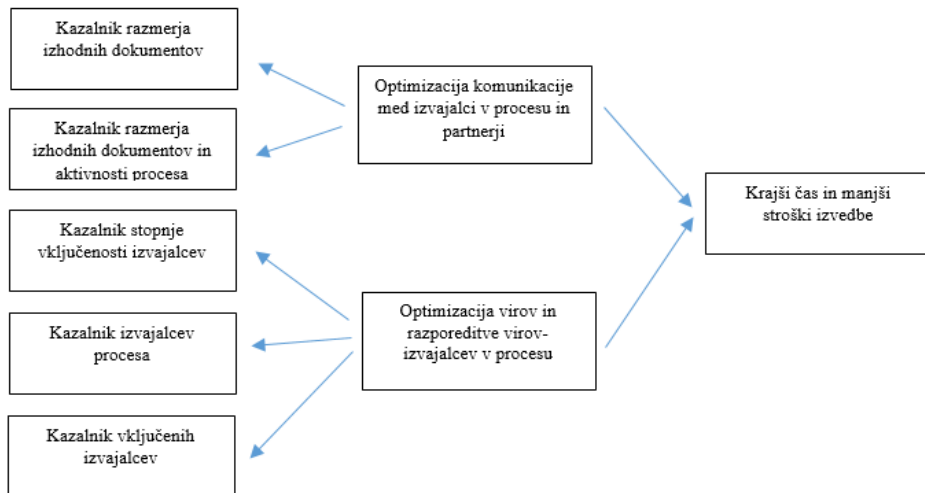 Kazalnik razmerja
izhodnih dokumentov
Kazalnik razmerja
izhodnih dokumentov in
aktivnosti procesa
Kazalnik stopnje
vključenosti izvajalcev
Kazalnik izvajalcev
procesa
Kazalnik vključenih
izvajalcev
Optimizacija komunikacije
med izvajalci v procesu in
partnerji
Optimizacija virov in
razporeditve virov-
izvajalcev v procesu
Krajši čas in manjši
stroški izvedbe